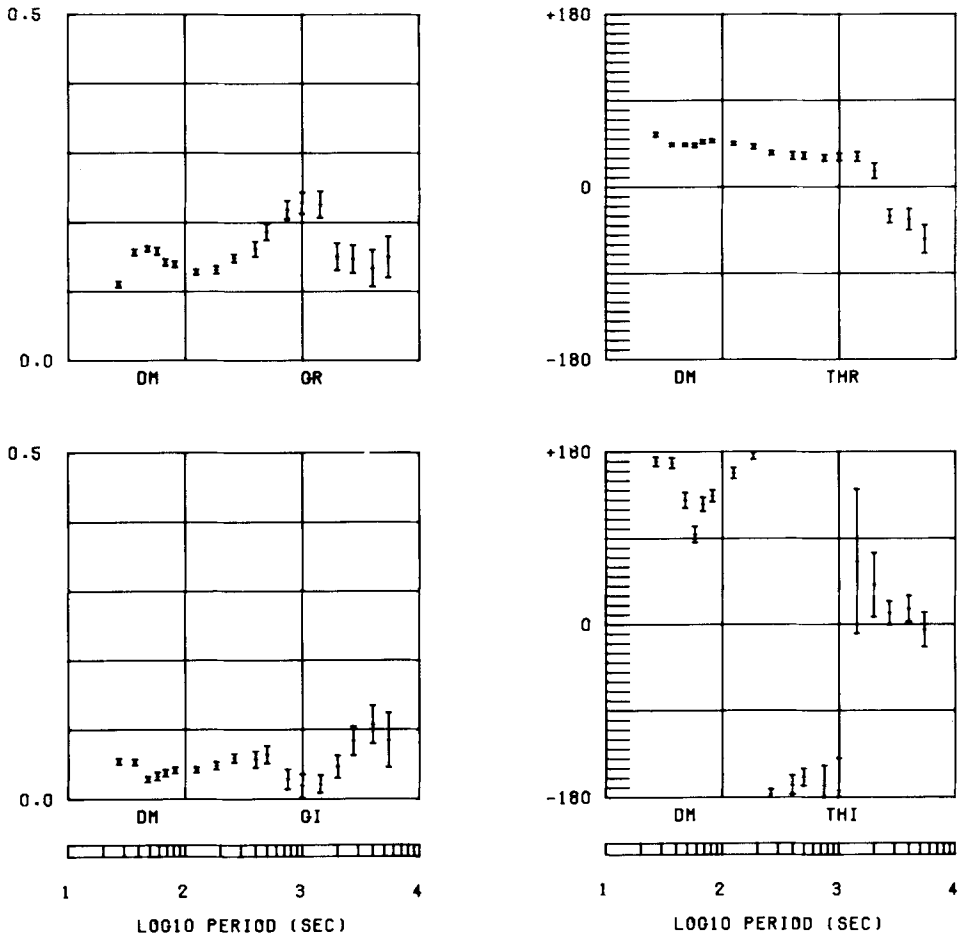 0.5
0.0
DM GR
+180
0
-180
DM THR
0.5
0.0
DM GI
+180
0
-180
DM THI
1 2 3 4
LOG10 PERIOD (SEC)
1 2 3 4
LOG10 PERIOD (SEC)